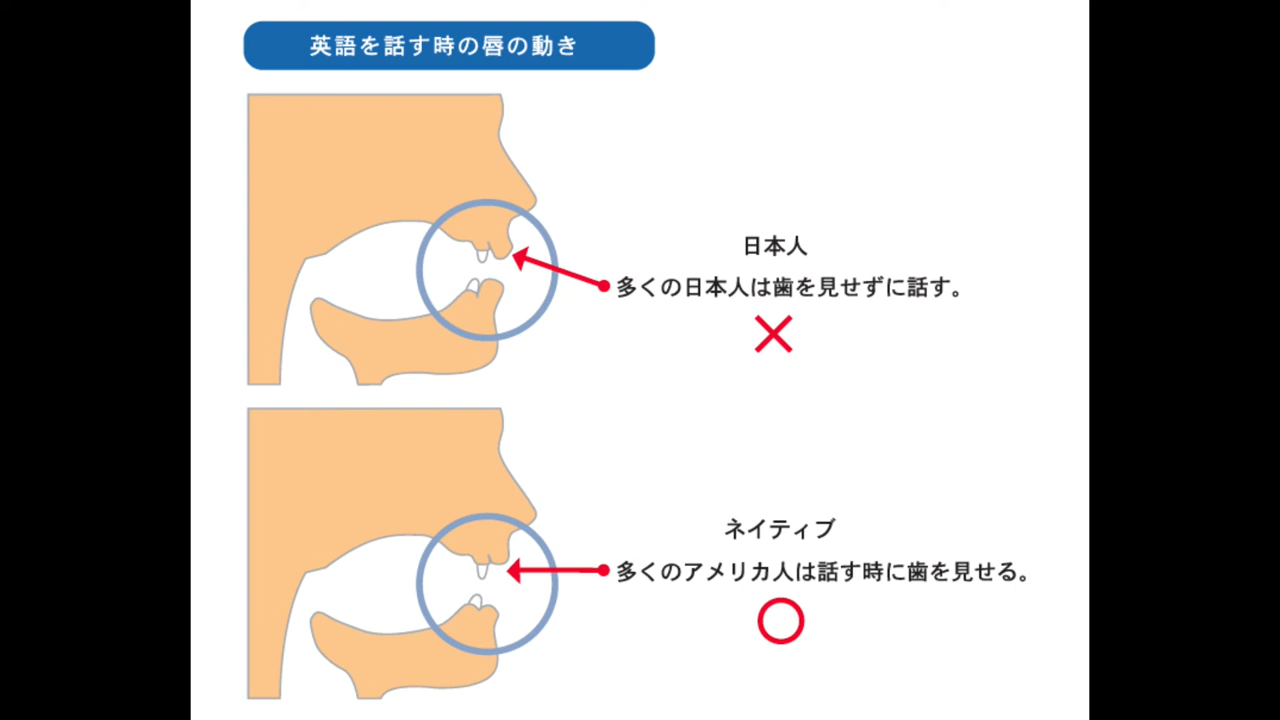 英語を話す時の唇の動き
日本人
多くの日本人は歯を見せずに話す。
ネイティブ
多くのアメリカ人は話す時に歯を見せる。